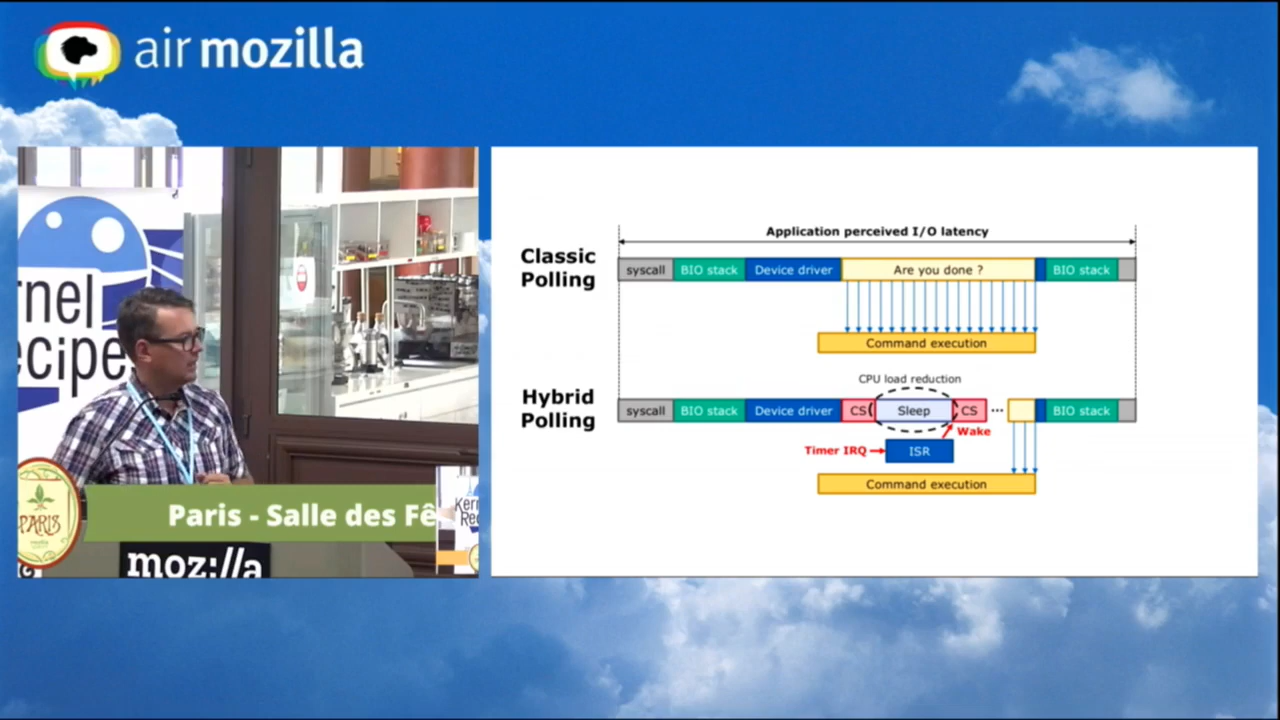 air mozilla
rnel
ecipe
PARIS
Paris - Salle des Fê
moz://a
Kern
Rec
Application perceived I/O latency
Classic
Polling
syscall BIO stack Device driver Are you done ? BIO stack
Command execution
CPU load reduction
Hybrid
Polling
syscall BIO stack Device driver CS Sleep CS ... BIO stack
Wake
Timer IRQ ISR
Command execution